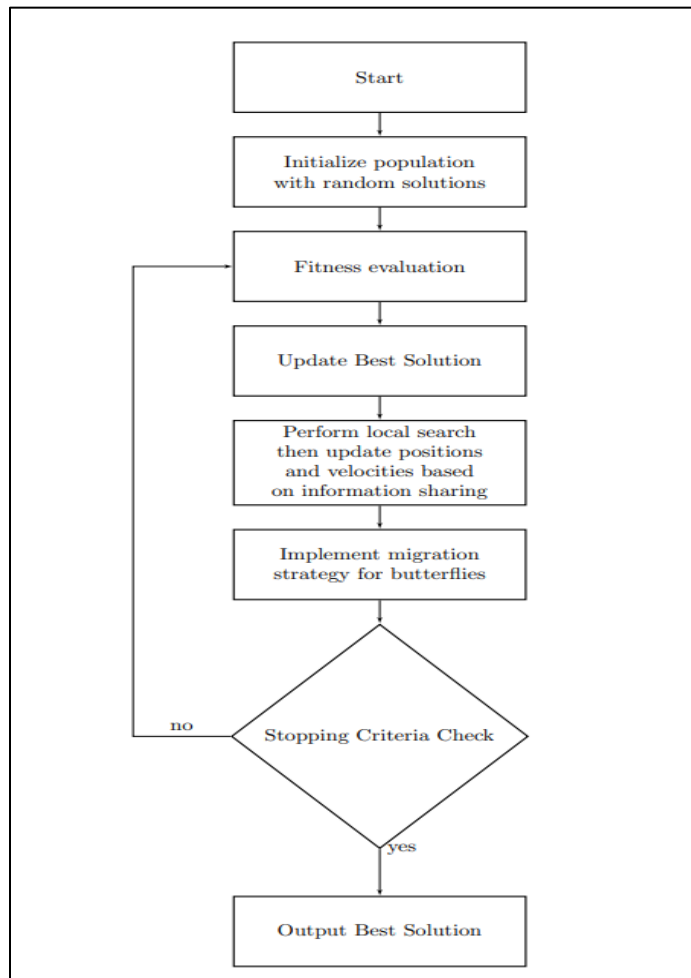 Start
Initialize population
with random solutions
Fitness evaluation
Update Best Solution
Perform local search
then update positions
and velocities based
on information sharing
Implement migration
strategy for butterflies
Stopping Criteria Check
no
yes
Output Best Solution